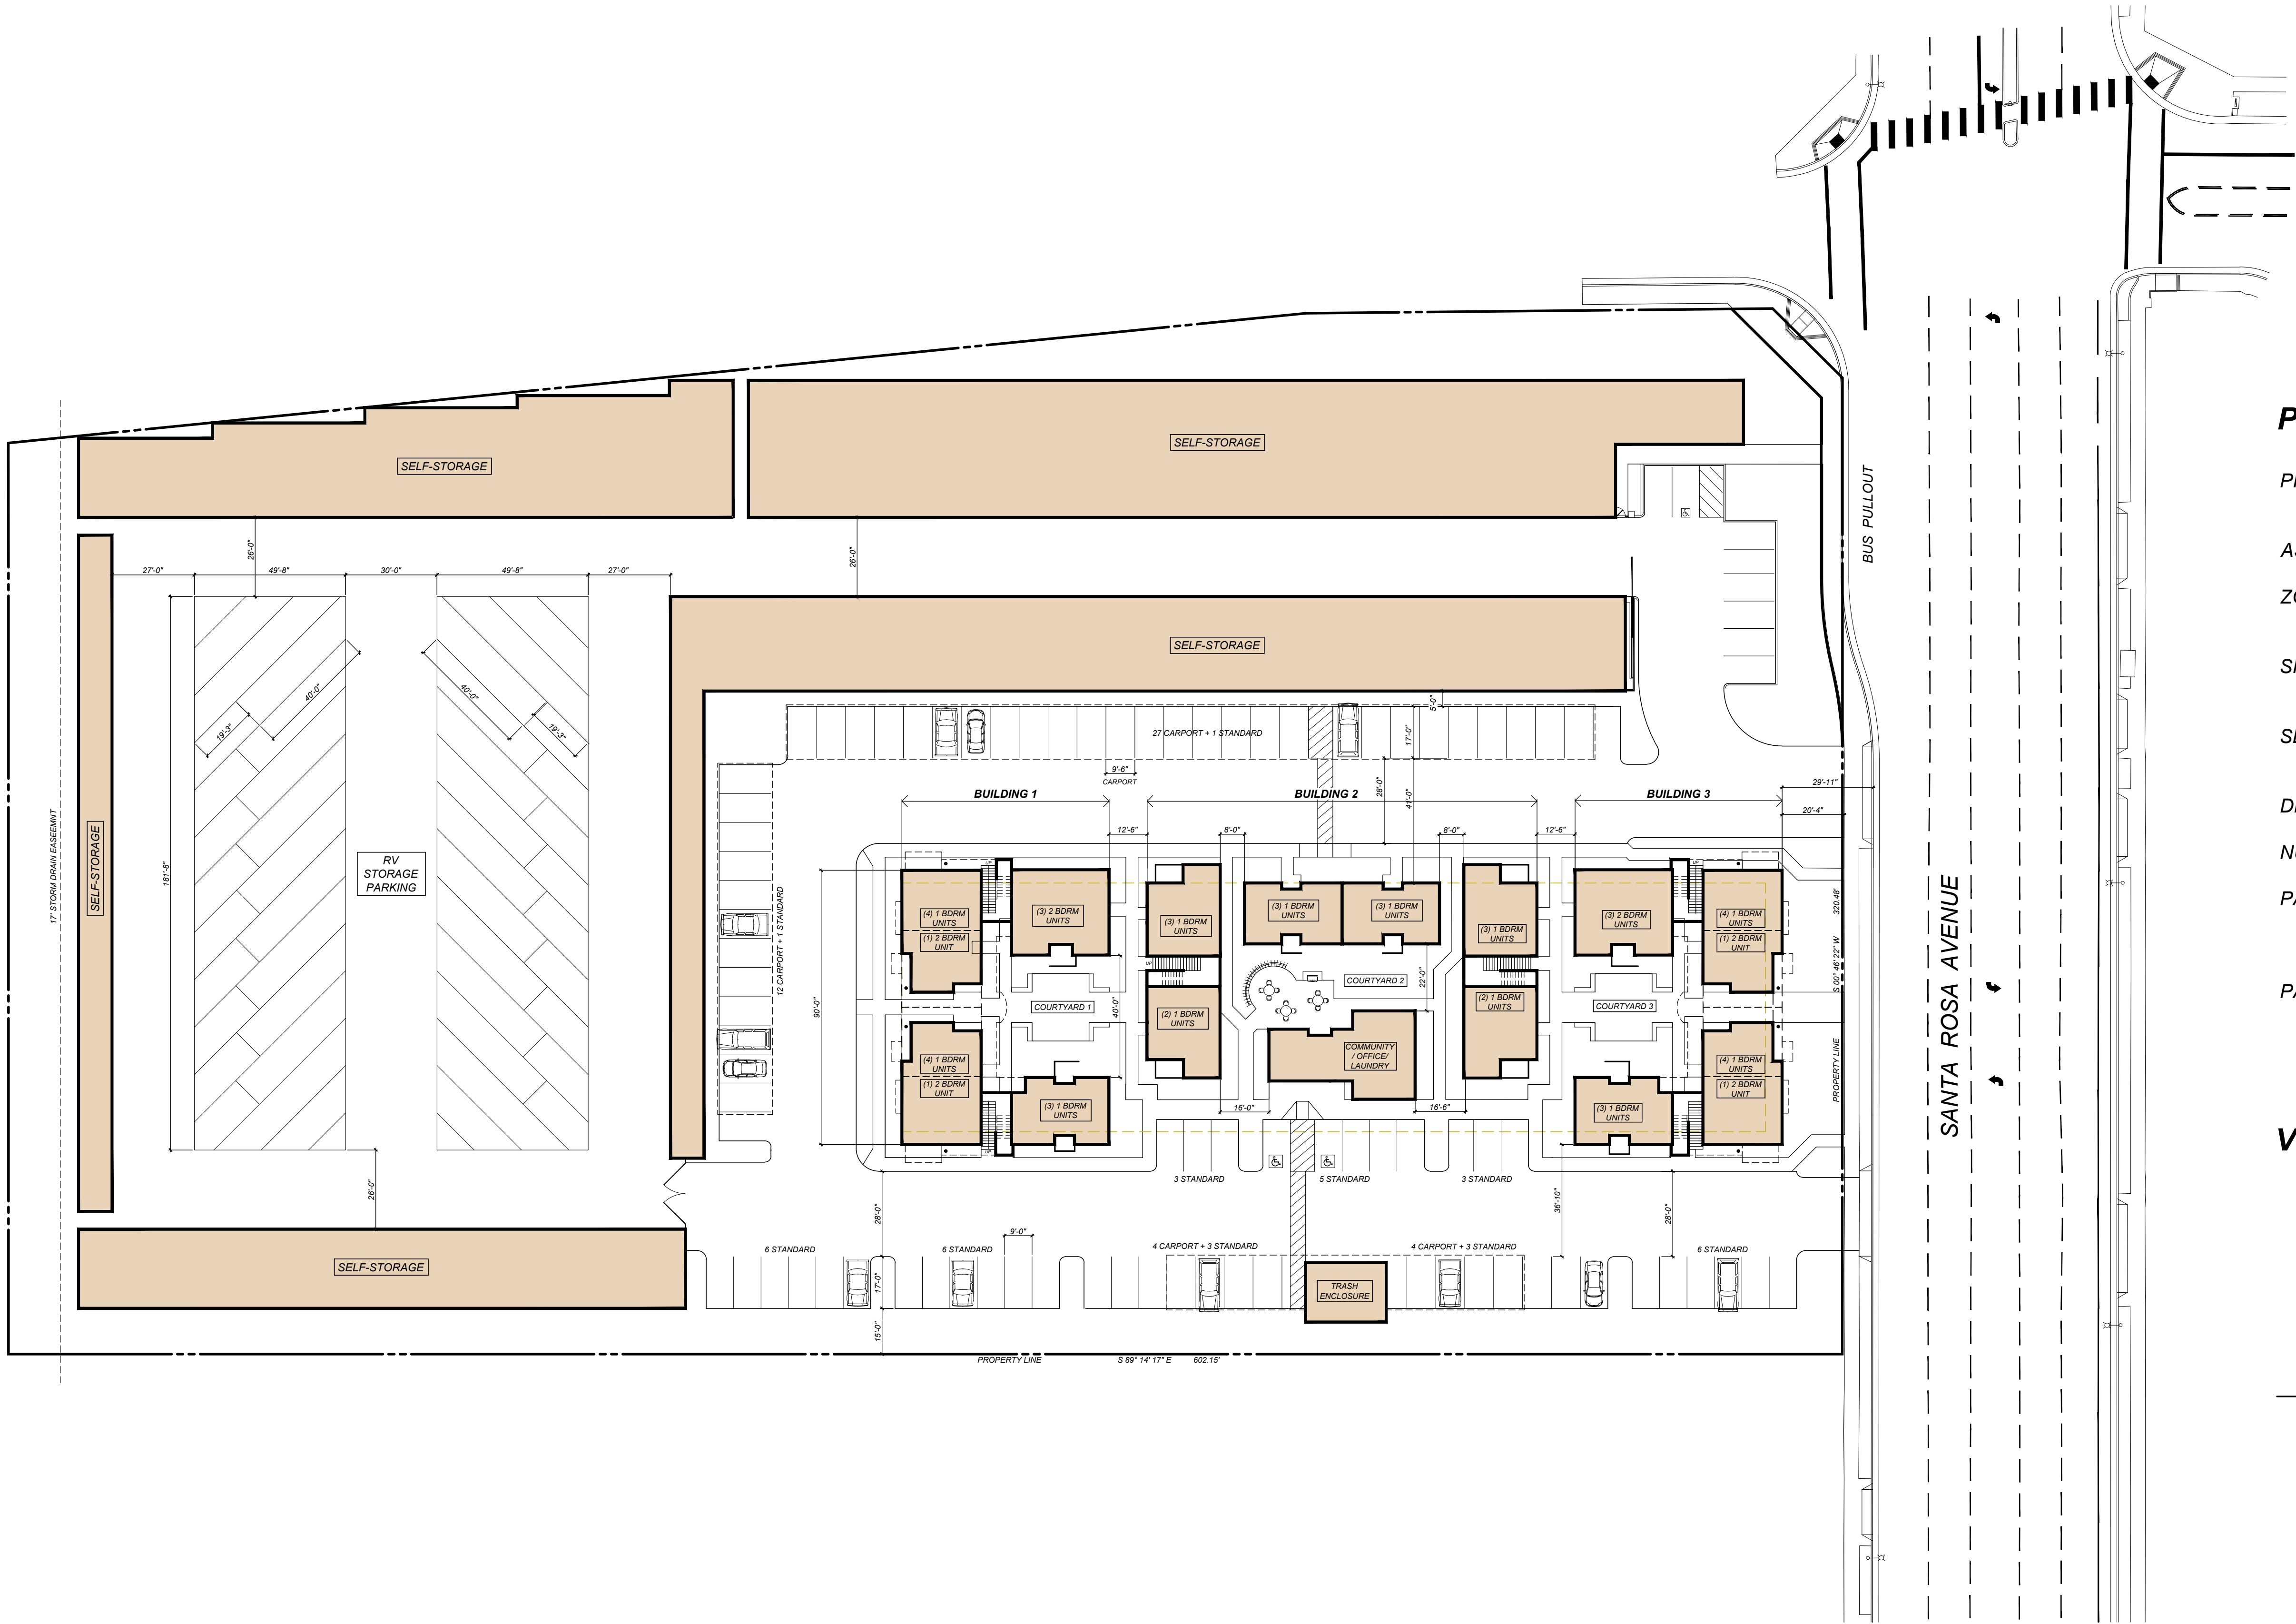 SELF-STORAGE
SELF-STORAGE
BUS PULLOUT
26'-0"
26'-0"
27'-0"
49'-8"
30'-0"
49'-8"
27'-0"
SELF-STORAGE
40'-0"
19'-3"
40'-0"
19'-3"
181'-8"
RV
STORAGE
PARKING
SELF-STORAGE
17' STORM DRAIN EASEEMNT
26'-0"
SELF-STORAGE
5'-0"
27 CARPORT + 1 STANDARD
17'-0"
9'-6"
CARPORT
28'-0"
41'-0"
12 CARPORT + 1 STANDARD
BUILDING 1
BUILDING 2
BUILDING 3
29'-11"
20'-4"
12'-6"
8'-0"
8'-0"
12'-6"
UP
UP
(4) 1 BDRM
UNITS
(1) 2 BDRM
UNIT
(3) 2 BDRM
UNITS
(3) 1 BDRM
UNITS
(3) 1 BDRM
UNITS
(3) 1 BDRM
UNITS
(3) 1 BDRM
UNITS
(3) 2 BDRM
UNITS
(4) 1 BDRM
UNITS
(1) 2 BDRM
UNIT
320.48'
S 00° 46' 22" W
PROPERTY LINE
SANTA ROSA AVENUE
90'-0"
COURTYARD 1
40'-0"
UP
COURTYARD 2
22'-0"
COURTYARD 3
(2) 1 BDRM
UNITS
(2) 1 BDRM
UNITS
COMMUNITY
/ OFFICE/
LAUNDRY
(4) 1 BDRM
UNITS
(1) 2 BDRM
UNIT
(3) 1 BDRM
UNITS
(3) 1 BDRM
UNITS
(4) 1 BDRM
UNITS
(1) 2 BDRM
UNIT
16'-0"
16'-6"
UP
UP
3 STANDARD
5 STANDARD
3 STANDARD
28'-0"
36'-10"
28'-0"
9'-0"
6 STANDARD
6 STANDARD
4 CARPORT + 3 STANDARD
4 CARPORT + 3 STANDARD
6 STANDARD
17'-0"
TRASH
ENCLOSURE
15'-0"
PROPERTY LINE
S 89° 14' 17" E
602.15'